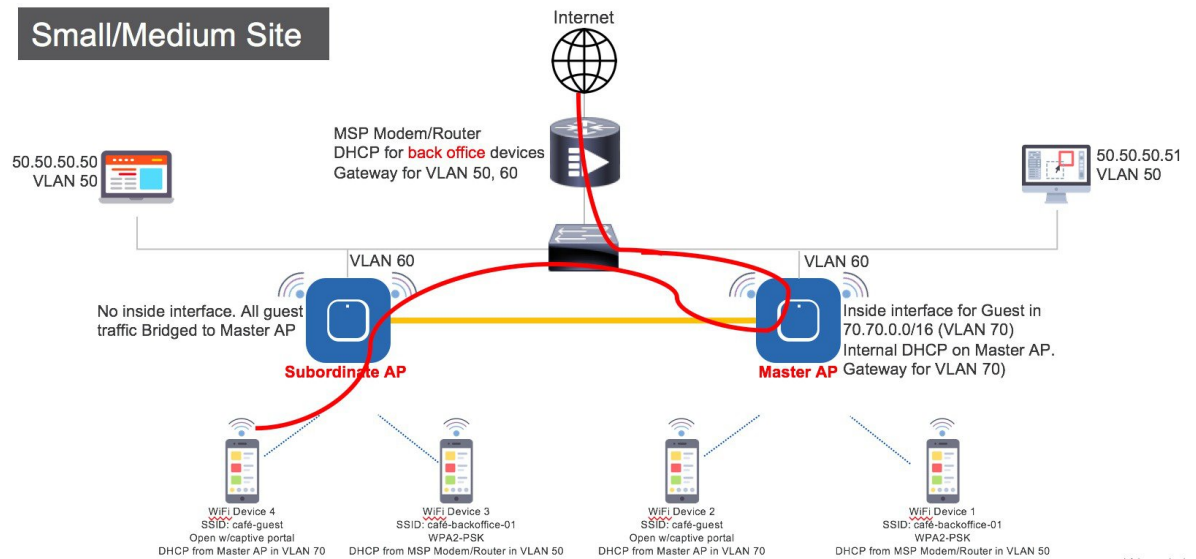 Small/Medium Site
Internet
MSP Modem/Router
DHCP for back office devices
Gateway for VLAN 50, 60
50.50.50.50
VLAN 50
50.50.50.51
VLAN 50
VLAN 60
VLAN 60
No inside interface. All guest
traffic Bridged to Master AP
Inside interface for Guest in
70.70.0.0/16 (VLAN 70)
Internal DHCP on Master AP.
Gateway for VLAN 70)
Subordinate AP
Master AP
WiFi Device 4
SSID: café-guest
Open w/captive portal
DHCP from Master AP in VLAN 70
WiFi Device 3
SSID: café-backoffice-01
WPA2-PSK
DHCP from MSP Modem/Router in VLAN 50
WiFi Device 2
SSID: café-guest
Open w/captive portal
DHCP from Master AP in VLAN 70
WiFi Device 1
SSID: café-backoffice-01
WPA2-PSK
DHCP from MSP Modem/Router in VLAN 50